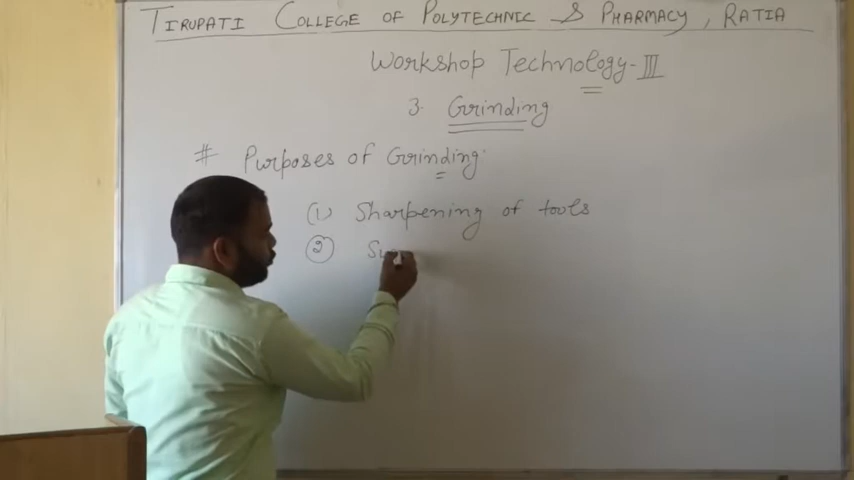 TIRUPATI COLLEGE OF POLYTECHNIC & PHARMACY, RATIA
Workshop Technology-III
3. Grinding
# Purposes of Grinding.
(1) Sharpening of tools
(2)